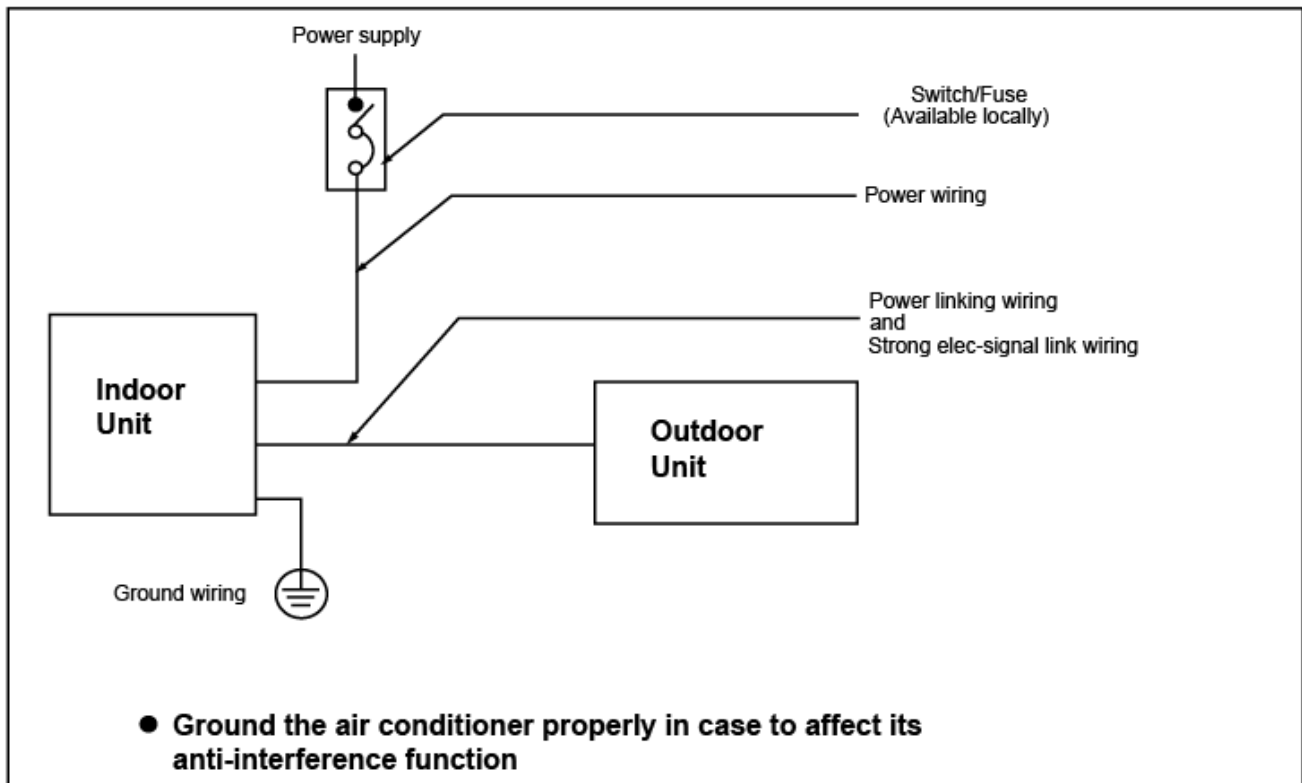 Power supply
Switch/Fuse
(Available locally)
Power wiring
Power linking wiring
and
Strong elec-signal link wiring
Indoor
Unit
Outdoor
Unit
Ground wiring
● Ground the air conditioner properly in case to affect its
anti-interference function